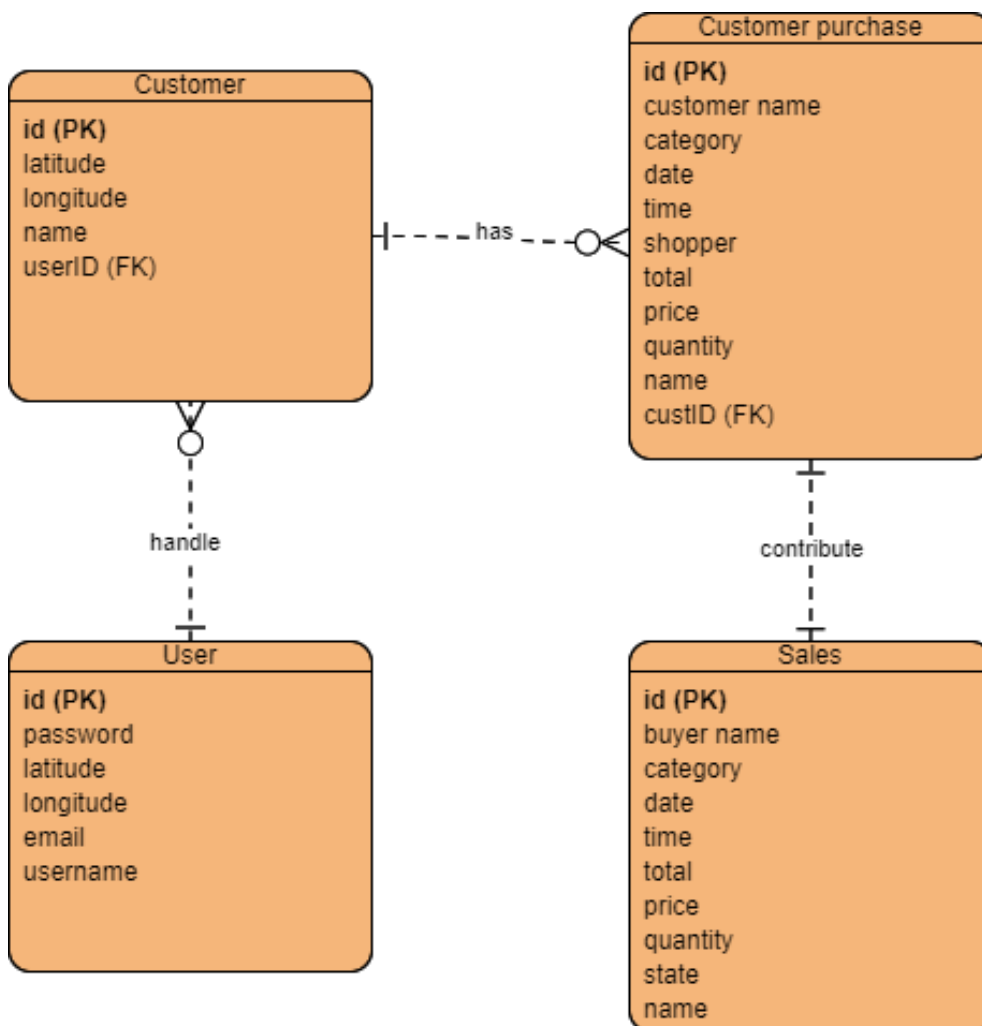 Customer
id (PK)
latitude
longitude
name
userID (FK)
has
Customer purchase
id (PK)
customer name
category
date
time
shopper
total
price
quantity
name
custID (FK)
handle
contribute
User
id (PK)
password
latitude
longitude
email
username
Sales
id (PK)
buyer name
category
date
time
total
price
quantity
state
name